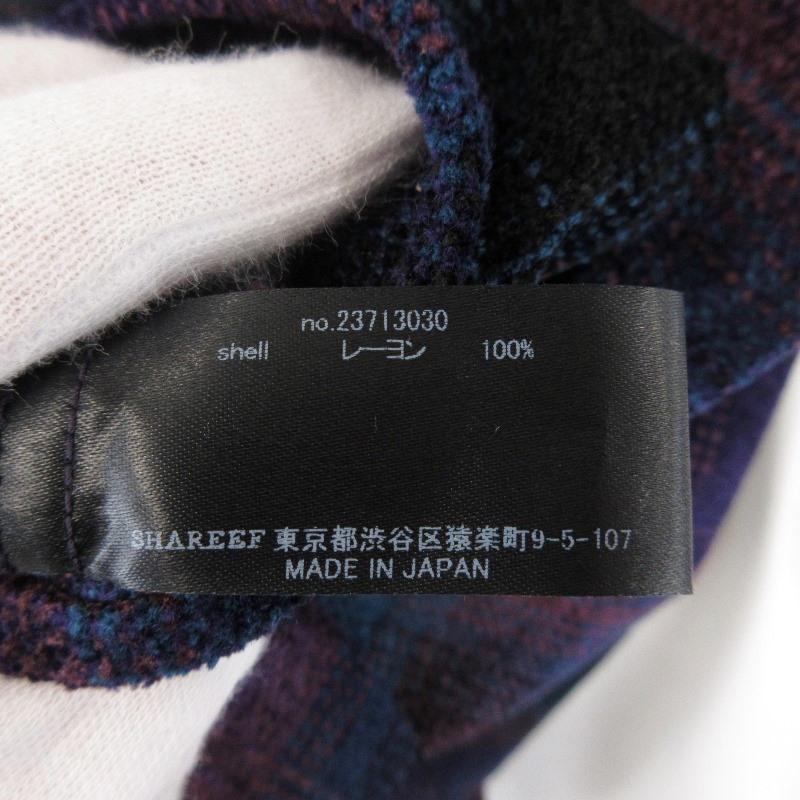 no.23713030
shell レーヨン 100%
SHAREEF 東京都渋谷区猿楽町9-5-107
MADE IN JAPAN